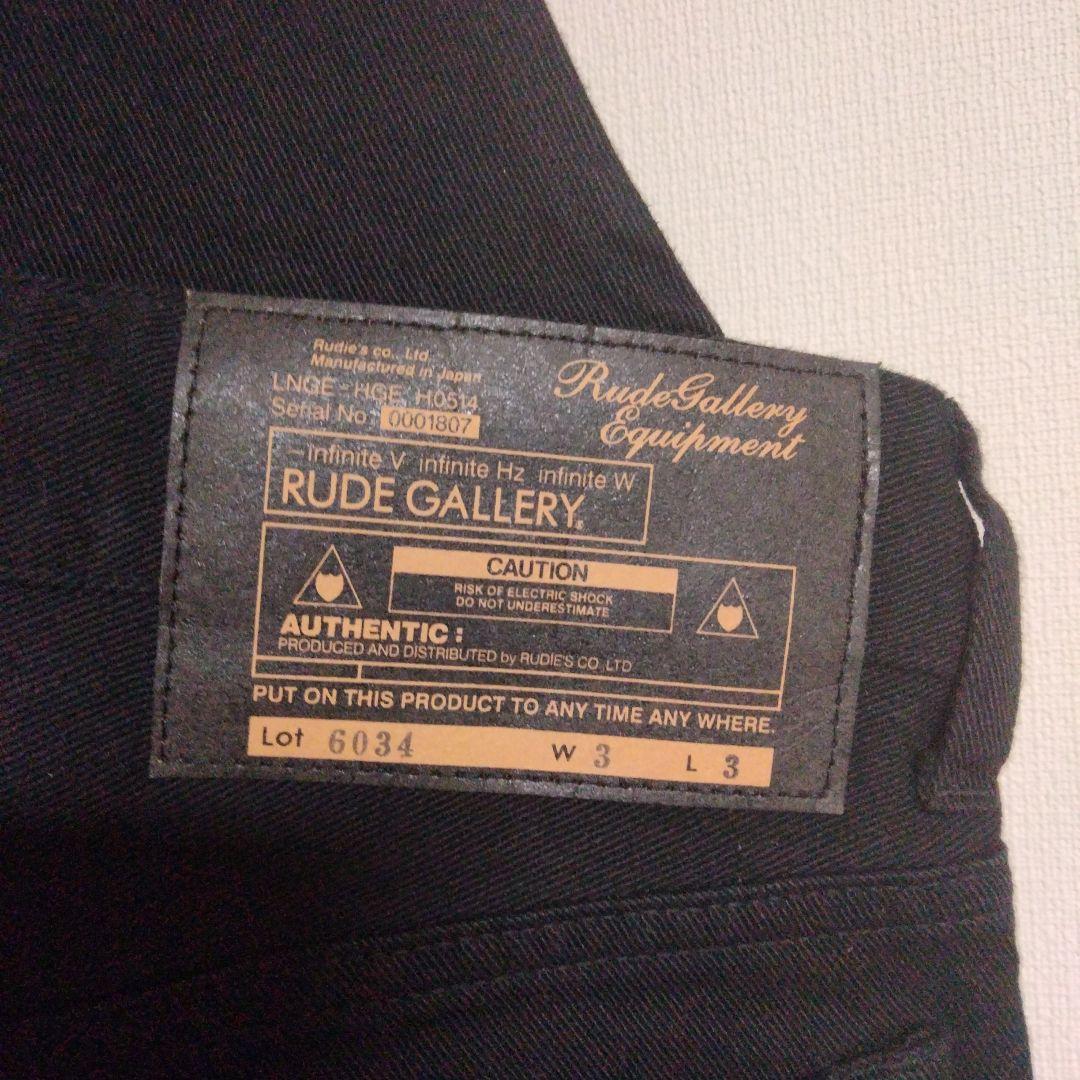 Rudie's co., Ltd.
Manufactured in Japan
LNGE-HGE H0514
Serial No. 0001807
RudeGallery
Equipment
infinite V infinite Hz infinite W
RUDE GALLERY®
CAUTION
RISK OF ELECTRIC SHOCK
DO NOT UNDERESTIMATE
AUTHENTIC:
PRODUCED AND DISTRIBUTED by RUDIE'S CO.,LTD
PUT ON THIS PRODUCT TO ANY TIME ANY WHERE.
Lot 6034 W 3 L 3